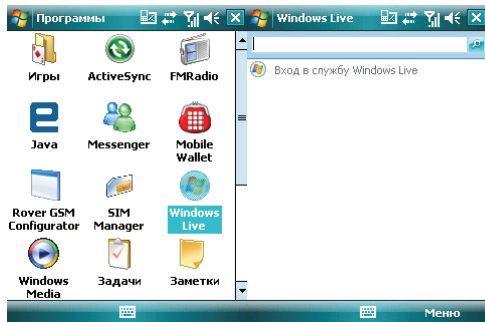 Программы
Игры
ActiveSync
FMRadio
Java
Messenger
Mobile
Wallet
Rover GSM
Configurator
SIM
Manager
Windows
Live
Windows
Media
Задачи
Заметки
Windows Live
Вход в службу Windows Live
Меню